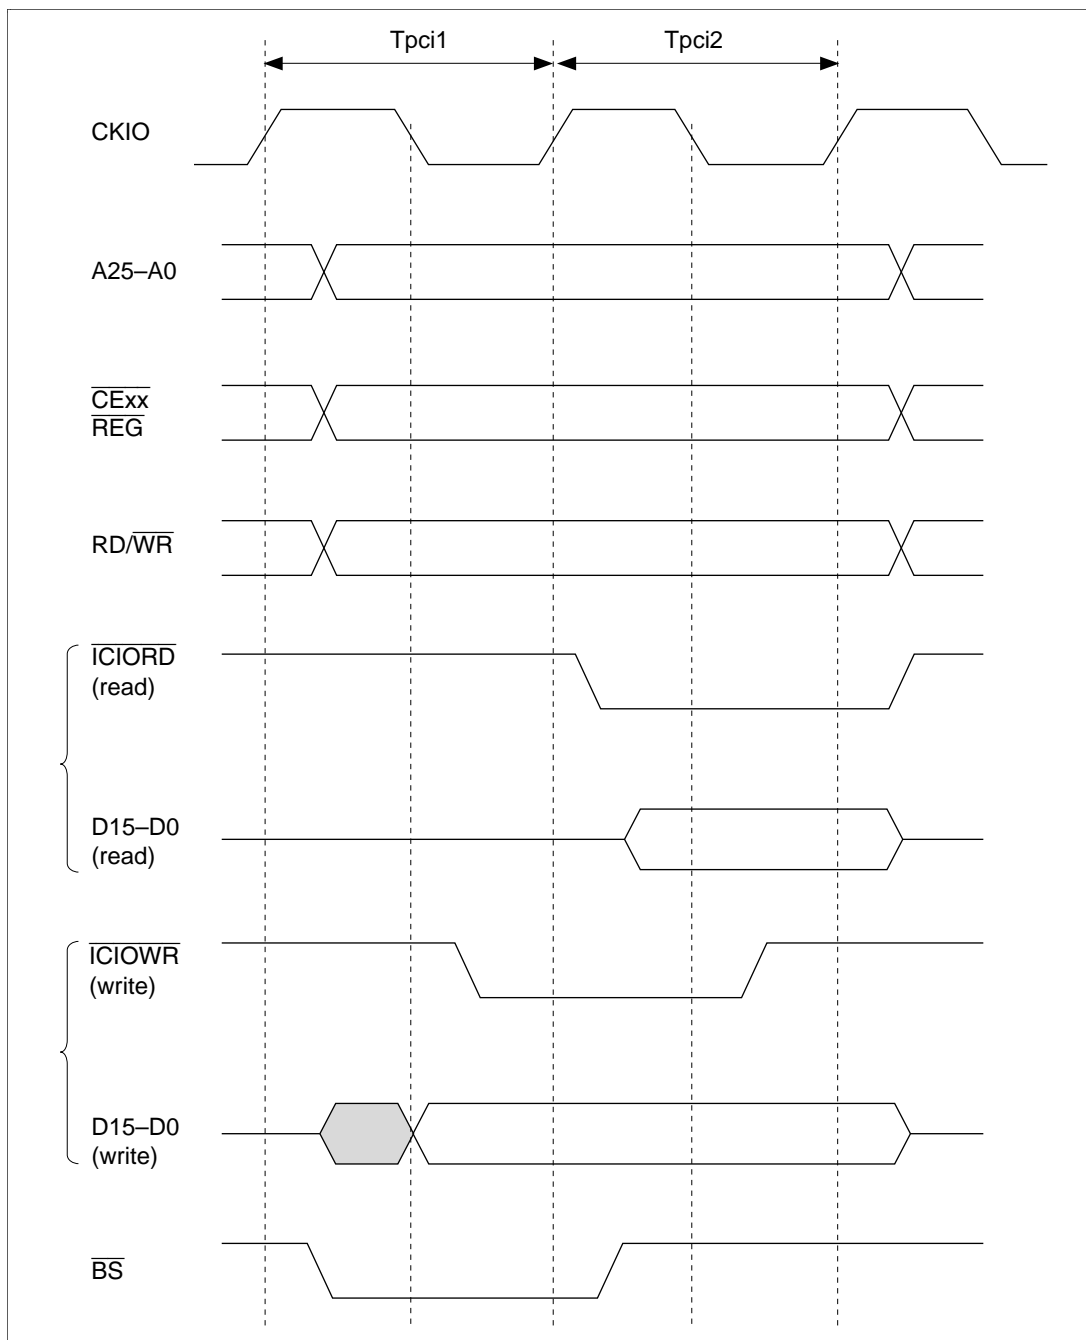 Tpci1 Tpci2
CKIO
A25–A0
CExx
REG
RD/WR
ICIORD
(read)
D15–D0
(read)
ICIOWR
(write)
D15–D0
(write)
BS